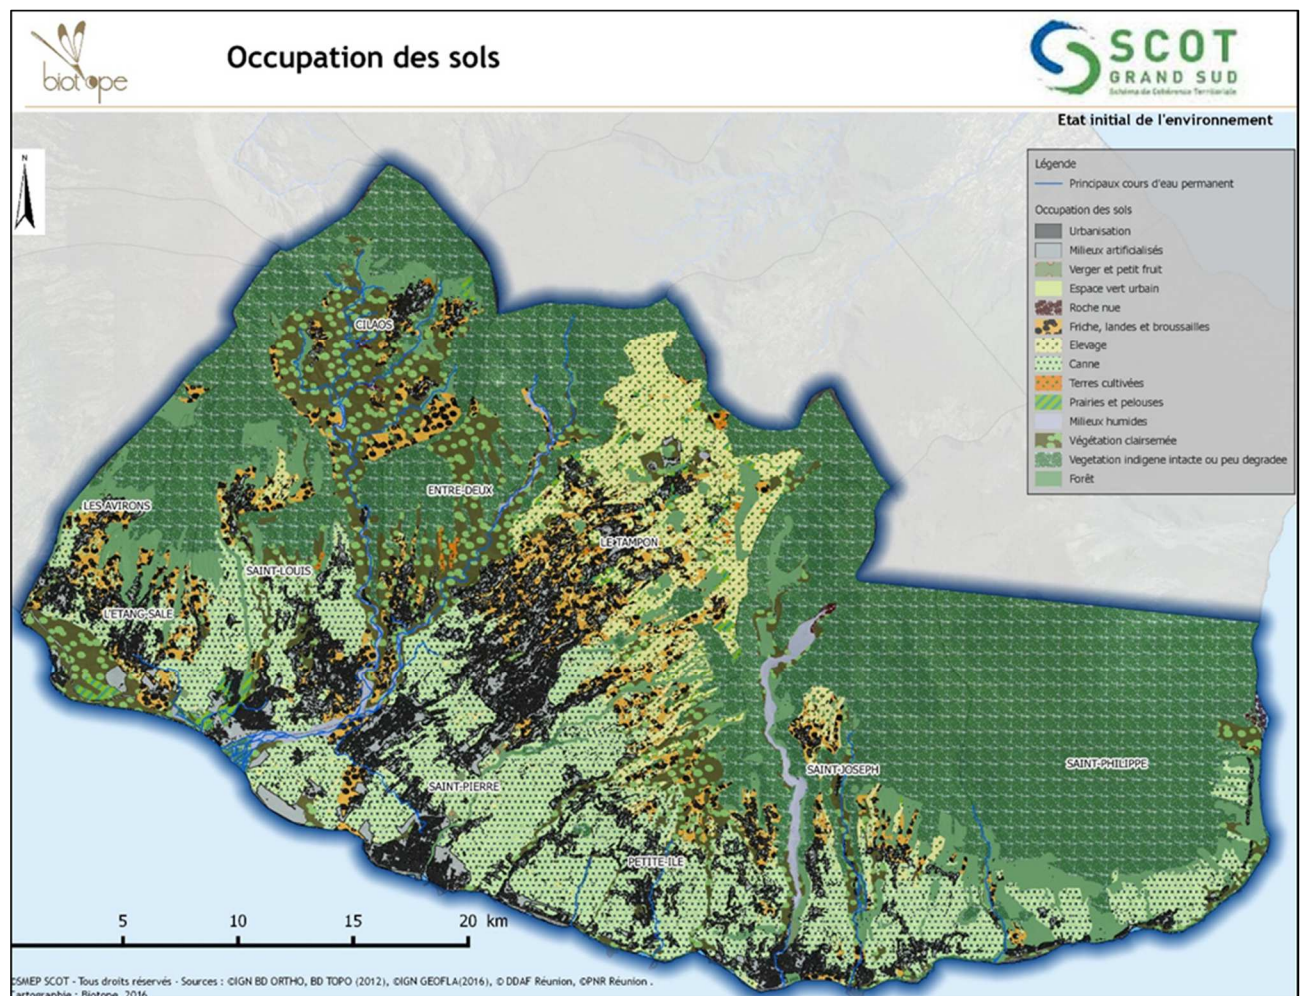 biotope
Occupation des sols
SCOT
GRAND SUD
Schéma de Cohérence Territoriale
Etat initial de l'environnement
N
Légende
Principaux cours d'eau permanent
Occupation des sols
Urbanisation
Milieux artificialisés
Verger et petit fruit
Espace vert urbain
Roche nue
Friche, landes et broussailles
Elevage
Canne
Terres cultivées
Prairies et pelouses
Milieux humides
Végétation clairsemée
Vegetation indigene intacte ou peu degradee
Forêt
CILAOS
ENTRE-DEUX
LES AVIRONS
LE TAMPON
SAINT-LOUIS
L'ETANG-SALE
SAINT-JOSEPH
SAINT-PHILIPPE
SAINT-PIERRE
PETITE-ILE
5 10 15 20 km
SMEP SCOT - Tous droits réservés - Sources : ©IGN BD ORTHO, BD TOPO (2012), ©IGN GEOFLA(2016), © DDAF Réunion, ©PNR Réunion .
Cartographie : Biotope, 2016